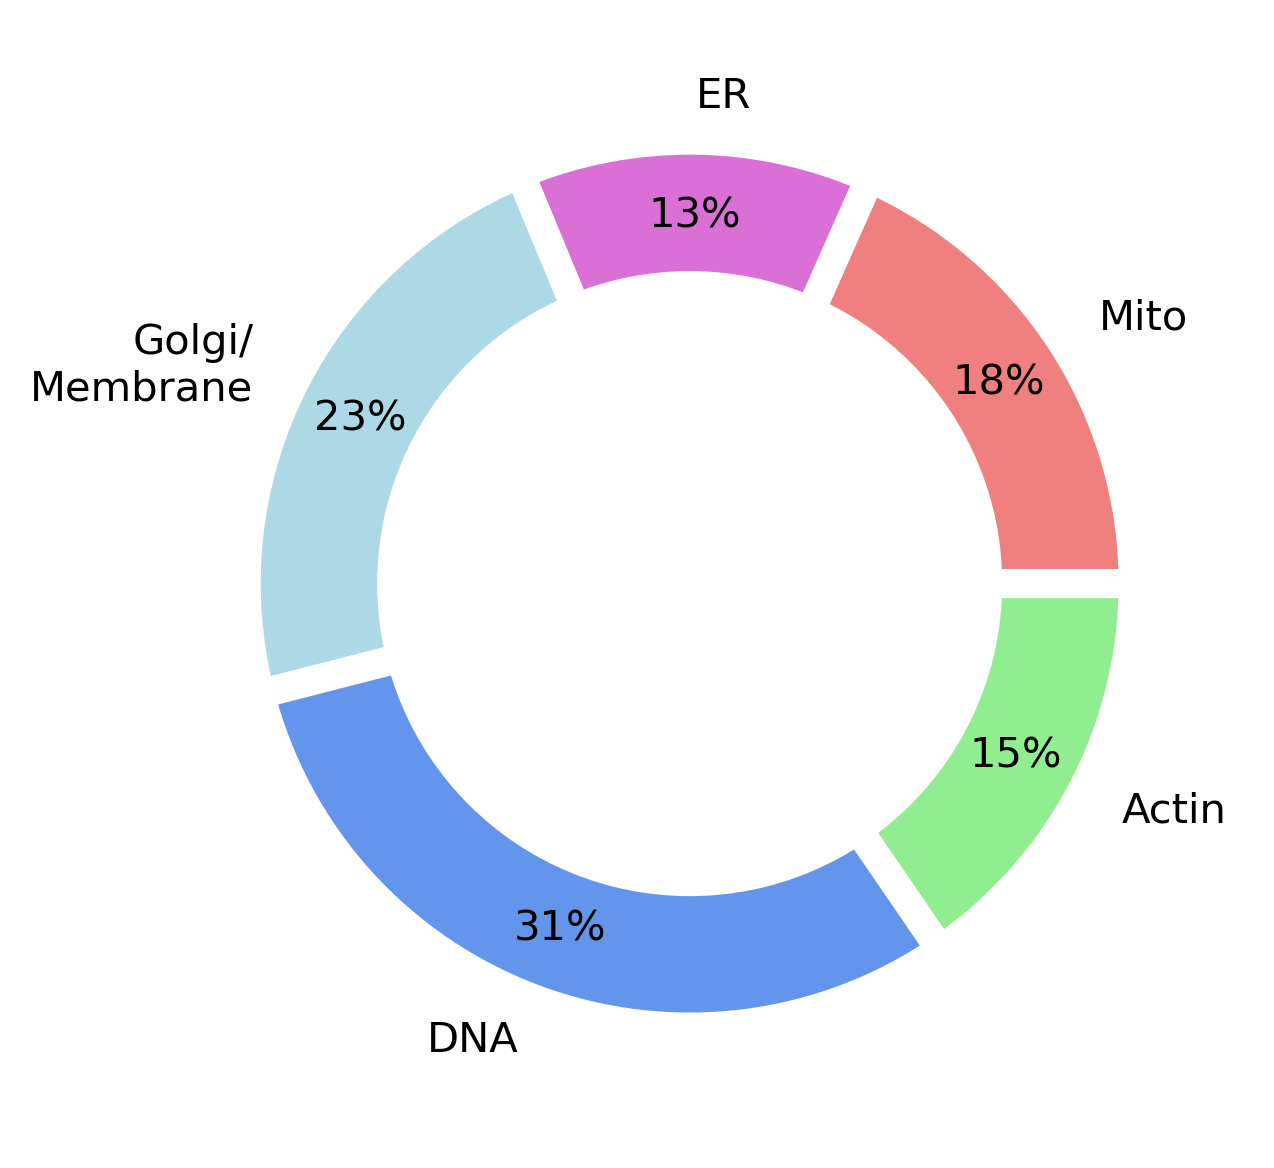 ER
13%
Mito
18%
Golgi/
Membrane
23%
15%
Actin
31%
DNA